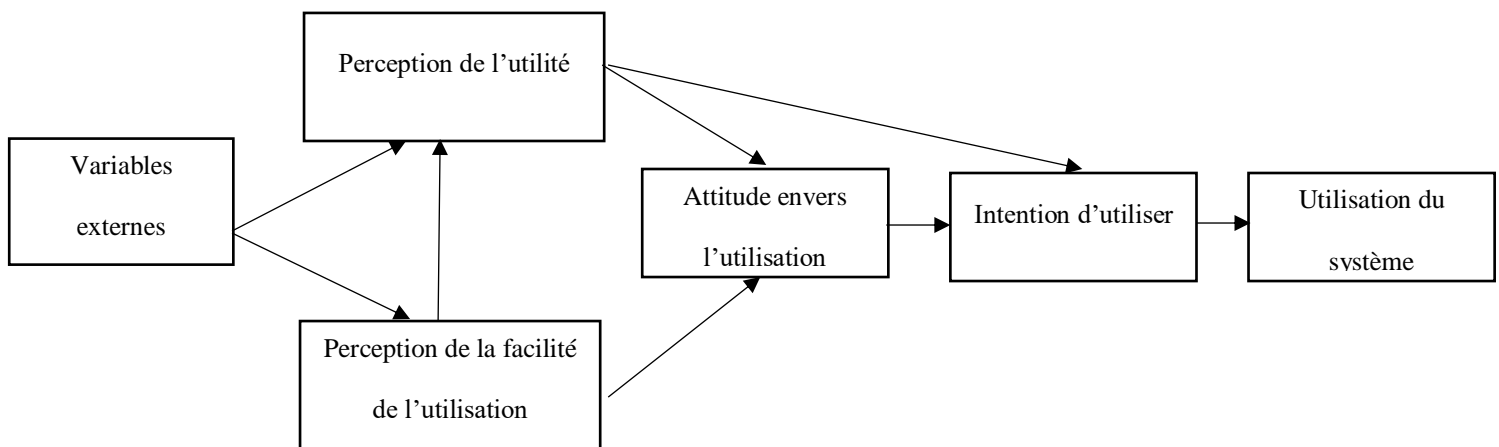 Perception de l’utilité
Variables
externes
Attitude envers
l’utilisation
Intention d’utiliser
Utilisation du
système
Perception de la facilité
de l’utilisation